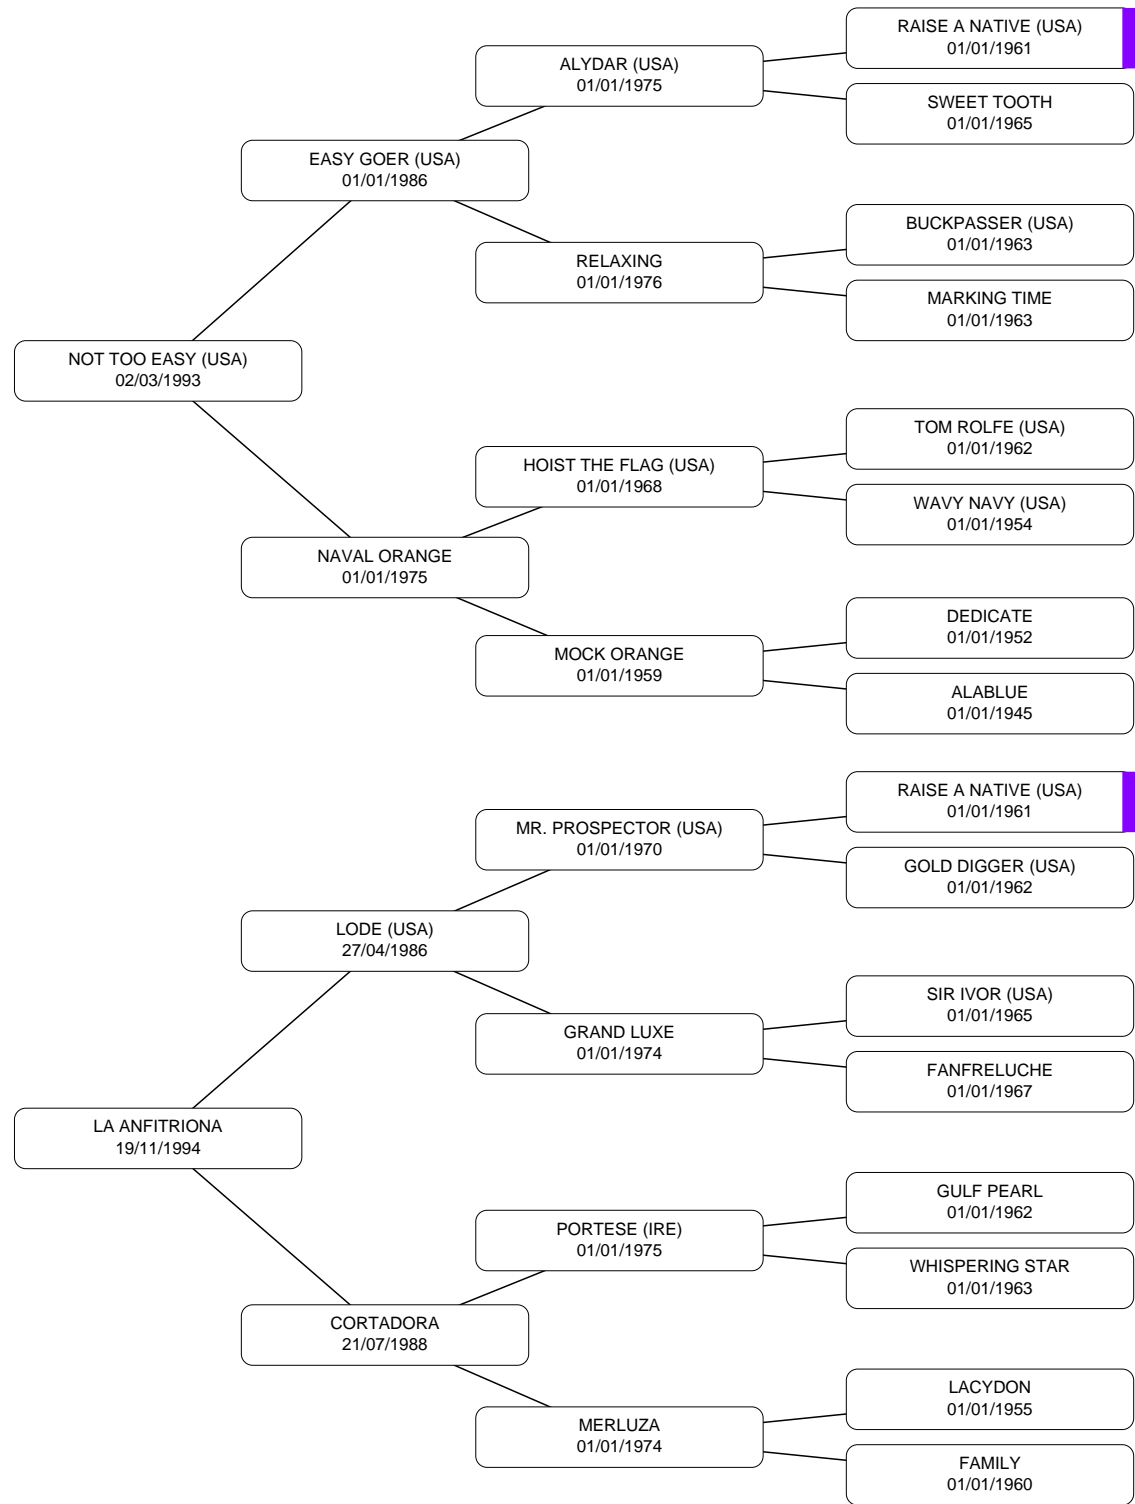 RAISE A NATIVE (USA)
01/01/1961
ALYDAR (USA)
01/01/1975
SWEET TOOTH
01/01/1965
EASY GOER (USA)
01/01/1986
BUCKPASSER (USA)
01/01/1963
RELAXING
01/01/1976
MARKING TIME
01/01/1963
NOT TOO EASY (USA)
02/03/1993
TOM ROLFE (USA)
01/01/1962
HOIST THE FLAG (USA)
01/01/1968
WAVY NAVY (USA)
01/01/1954
NAVAL ORANGE
01/01/1975
DEDICATE
01/01/1952
MOCK ORANGE
01/01/1959
ALABLUE
01/01/1945
RAISE A NATIVE (USA)
01/01/1961
MR. PROSPECTOR (USA)
01/01/1970
GOLD DIGGER (USA)
01/01/1962
LODE (USA)
27/04/1986
SIR IVOR (USA)
01/01/1965
GRAND LUXE
01/01/1974
FANFRELUCHE
01/01/1967
LA ANFITRIONA
19/11/1994
GULF PEARL
01/01/1962
PORTESE (IRE)
01/01/1975
WHISPERING STAR
01/01/1963
CORTADORA
21/07/1988
LACYDON
01/01/1955
MERLUZA
01/01/1974
FAMILY
01/01/1960